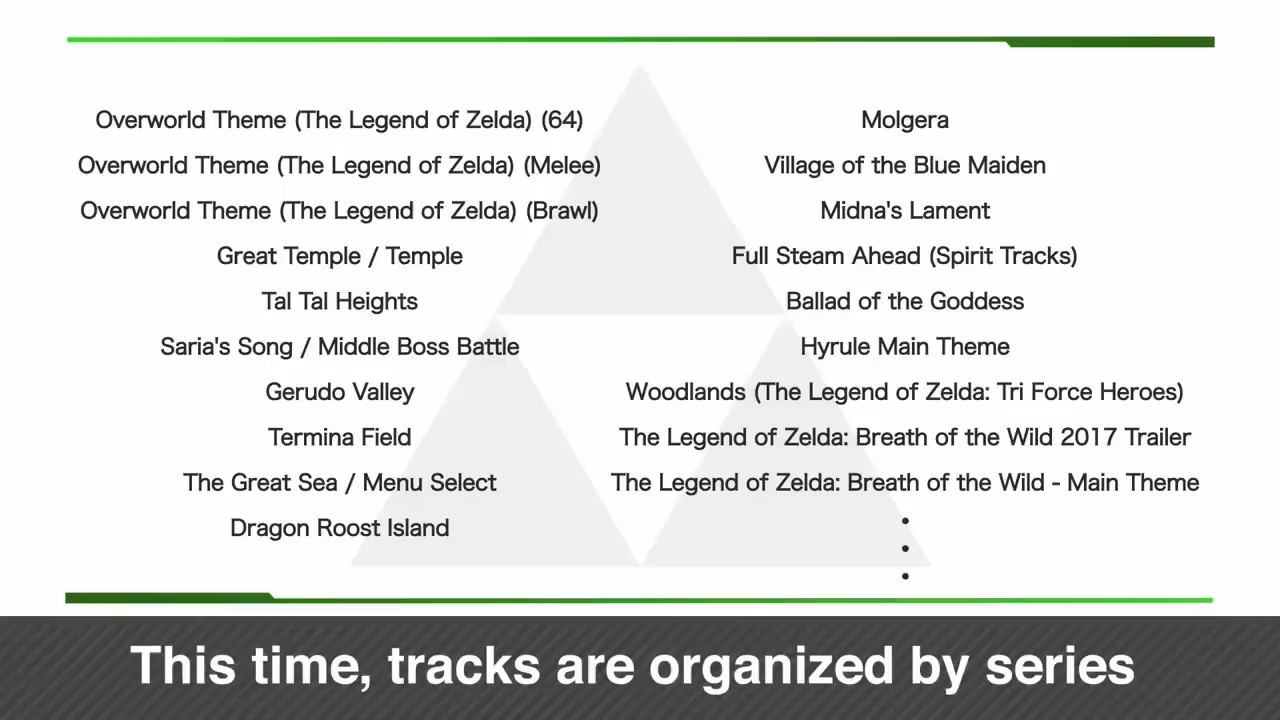 Overworld Theme (The Legend of Zelda) (64)
Overworld Theme (The Legend of Zelda) (Melee)
Overworld Theme (The Legend of Zelda) (Brawl)
Great Temple / Temple
Tal Tal Heights
Saria's Song / Middle Boss Battle
Gerudo Valley
Termina Field
The Great Sea / Menu Select
Dragon Roost Island
Molgera
Village of the Blue Maiden
Midna's Lament
Full Steam Ahead (Spirit Tracks)
Ballad of the Goddess
Hyrule Main Theme
Woodlands (The Legend of Zelda: Tri Force Heroes)
The Legend of Zelda: Breath of the Wild 2017 Trailer
The Legend of Zelda: Breath of the Wild - Main Theme
•
•
•
This time, tracks are organized by series